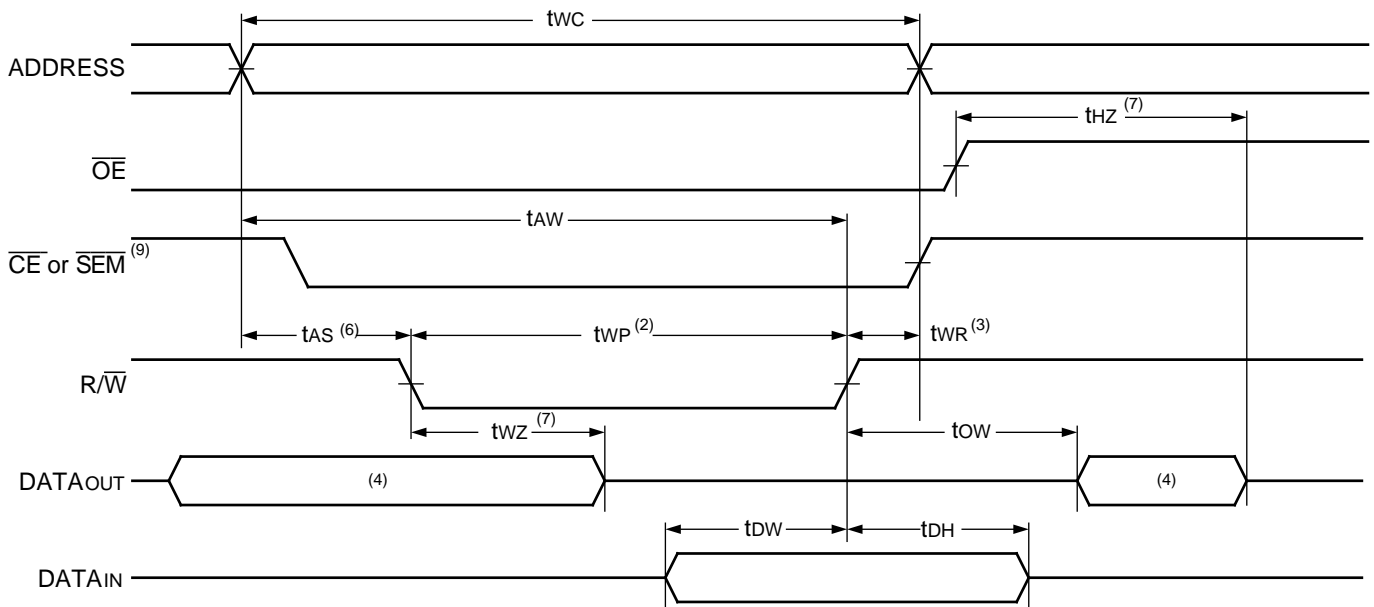 tWC
ADDRESS
tHZ (7)
OE
tAW
CE or SEM (9)
tAS (6) tWP (2) tWR (3)
R/W
tWZ (7) tOW
DATAOUT (4) (4)
tDW tDH
DATAIN